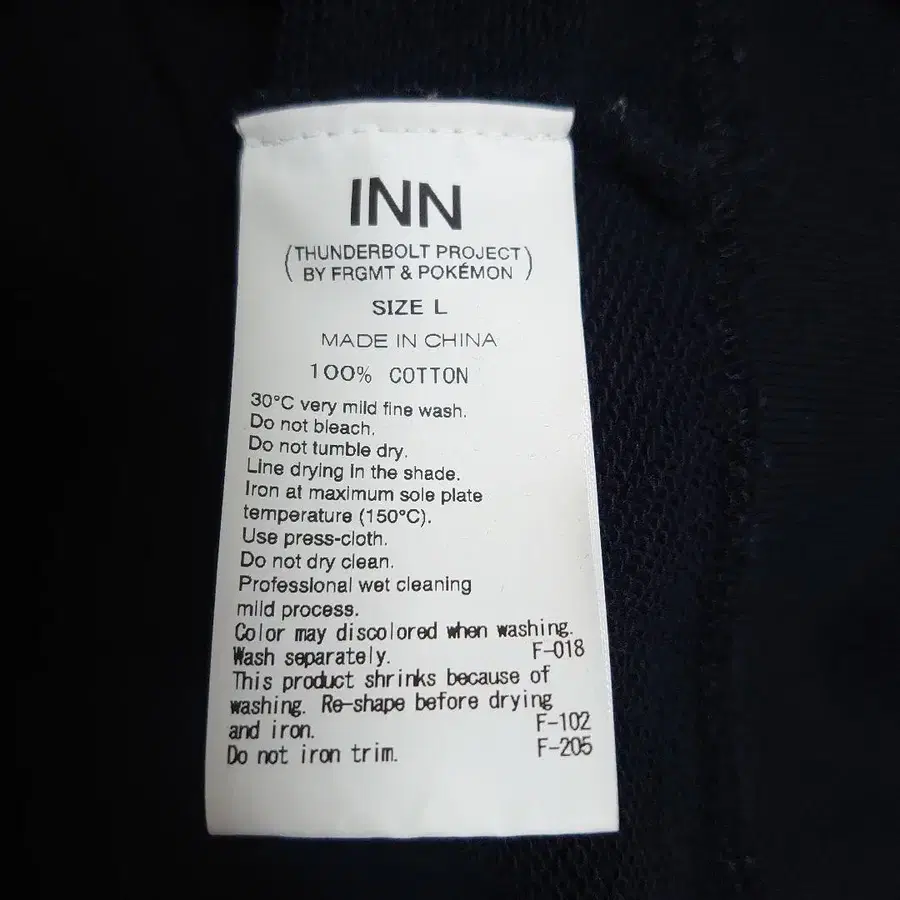 INN
(THUNDERBOLT PROJECT
BY FRGMT & POKÉMON)
SIZE L
MADE IN CHINA
100% COTTON
30°C very mild fine wash.
Do not bleach.
Do not tumble dry.
Line drying in the shade.
Iron at maximum sole plate
temperature (150°C).
Use press-cloth.
Do not dry clean.
Professional wet cleaning
mild process.
Color may discolored when washing.
Wash separately. F-018
This product shrinks because of
washing. Re-shape before drying
and iron. F-102
Do not iron trim. F-205